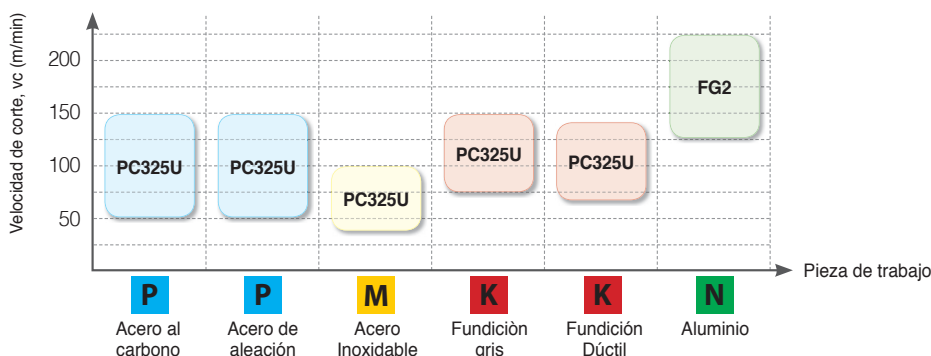 Velocidad de corte, vc (m/min)
200
150
100
50
PC325U
PC325U
PC325U
PC325U
PC325U
FG2
Pieza de trabajo
P
P
M
K
K
N
Acero al
carbono
Acero de
aleación
Acero
Inoxidable
Fundiciòn
gris
Fundición
Dúctil
Aluminio